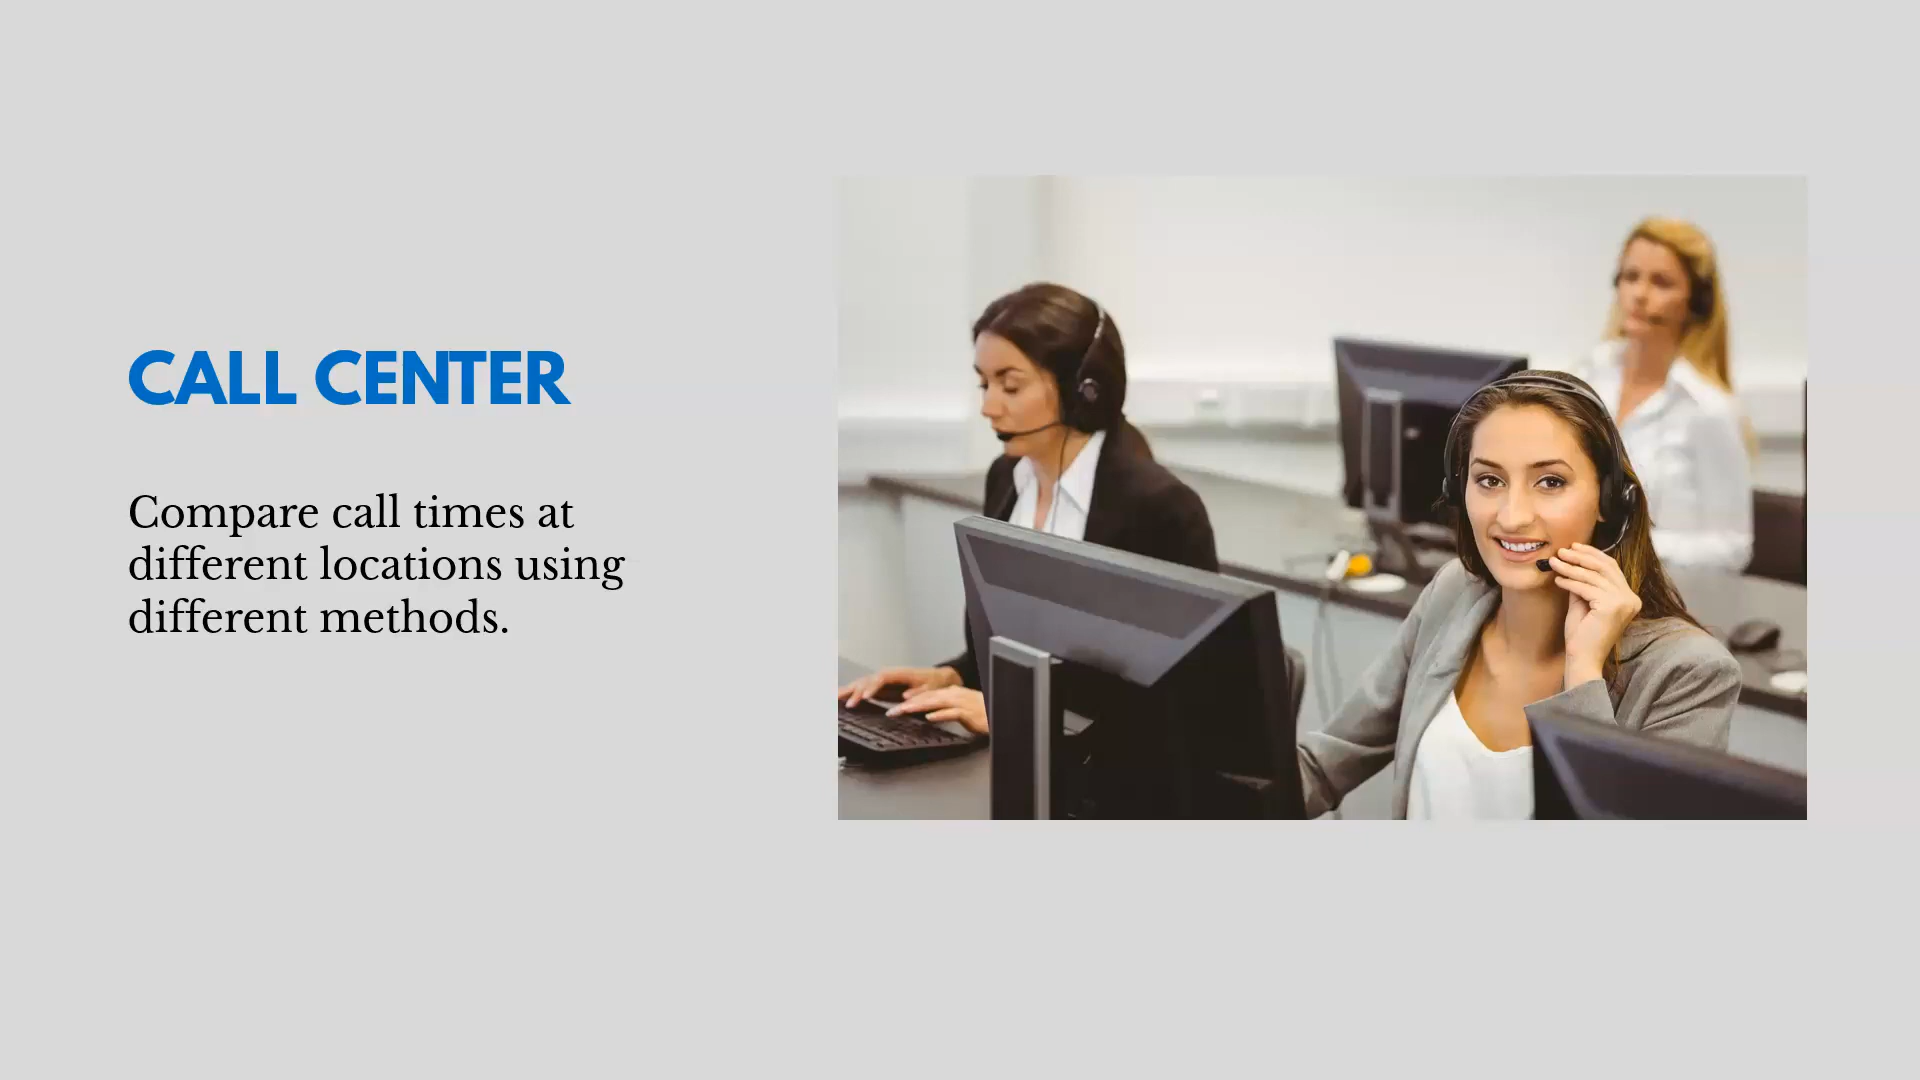 CALL CENTER
Compare call times at
different locations using
different methods.